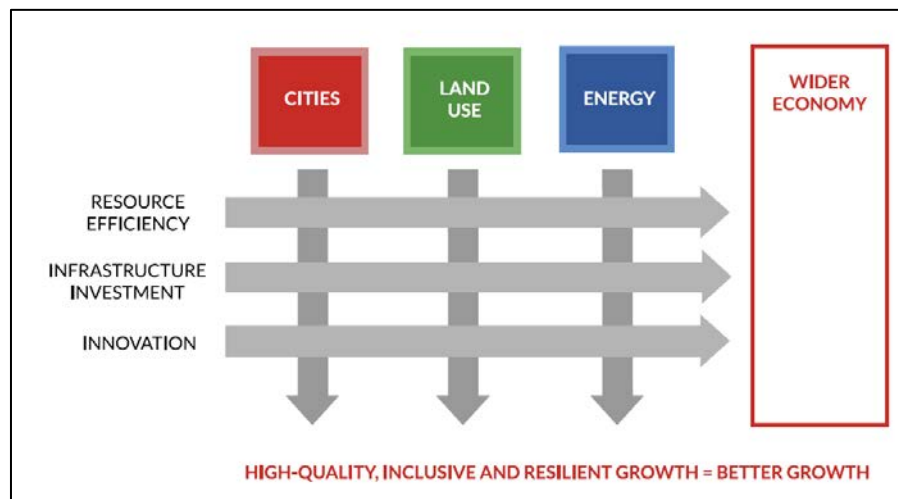 CITIES
LAND
USE
ENERGY
WIDER
ECONOMY
RESOURCE
EFFICIENCY
INFRASTRUCTURE
INVESTMENT
INNOVATION
HIGH-QUALITY, INCLUSIVE AND RESILIENT GROWTH = BETTER GROWTH